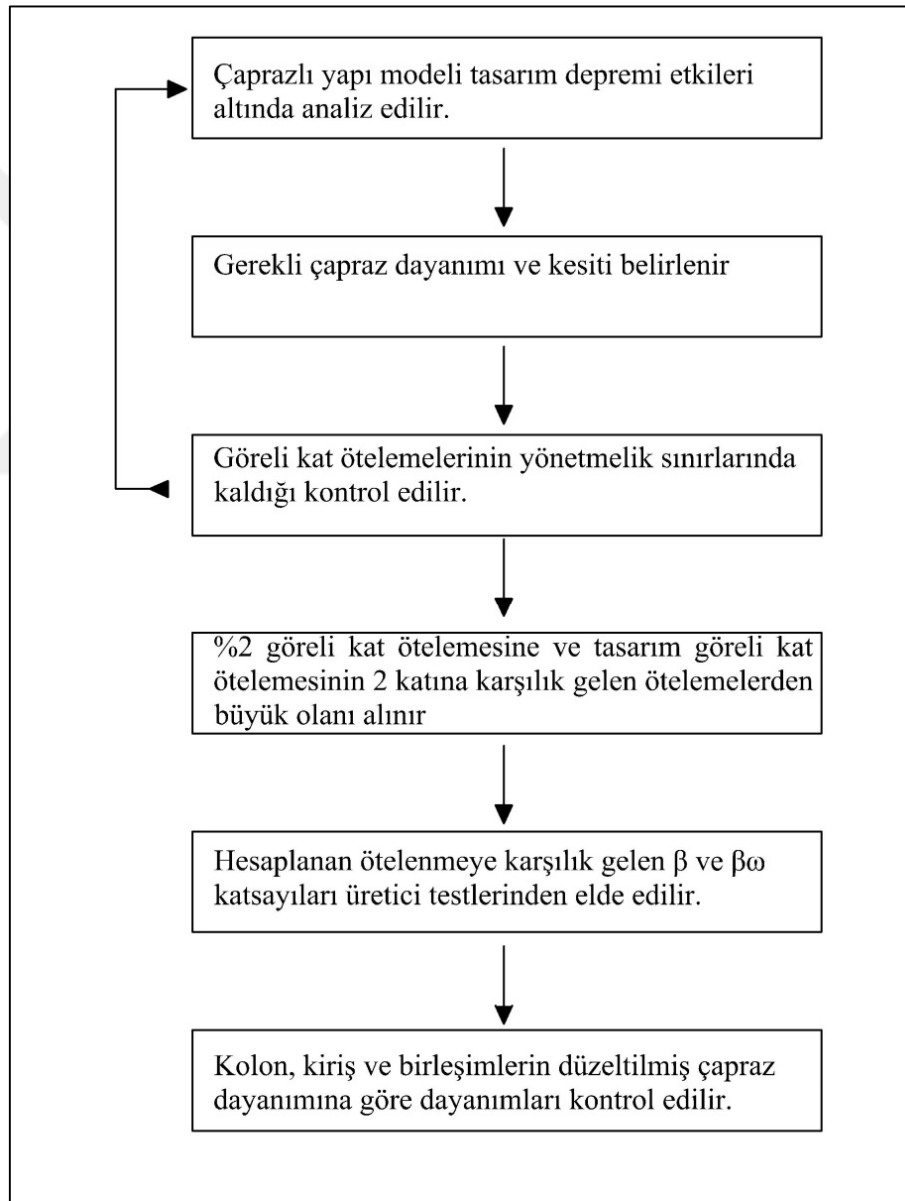 Çaprazlı yapı modeli tasarım depremi etkileri
altında analiz edilir.
Gerekli çapraz dayanımı ve kesiti belirlenir
Göreli kat ötelemelerinin yönetmelik sınırlarında
kaldığı kontrol edilir.
%2 göreli kat ötelemesine ve tasarım göreli kat
ötelemesinin 2 katına karşılık gelen ötelemelerden
büyük olanı alınır
Hesaplanan ötelenmeye karşılık gelen β ve βω
katsayıları üretici testlerinden elde edilir.
Kolon, kiriş ve birleşimlerin düzeltilmiş çapraz
dayanımına göre dayanımları kontrol edilir.